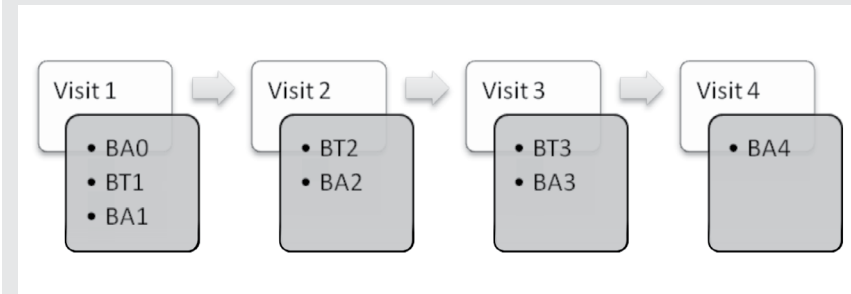 Visit 1
• BA0
• BT1
• BA1
Visit 2
• BT2
• BA2
Visit 3
• BT3
• BA3
Visit 4
• BA4